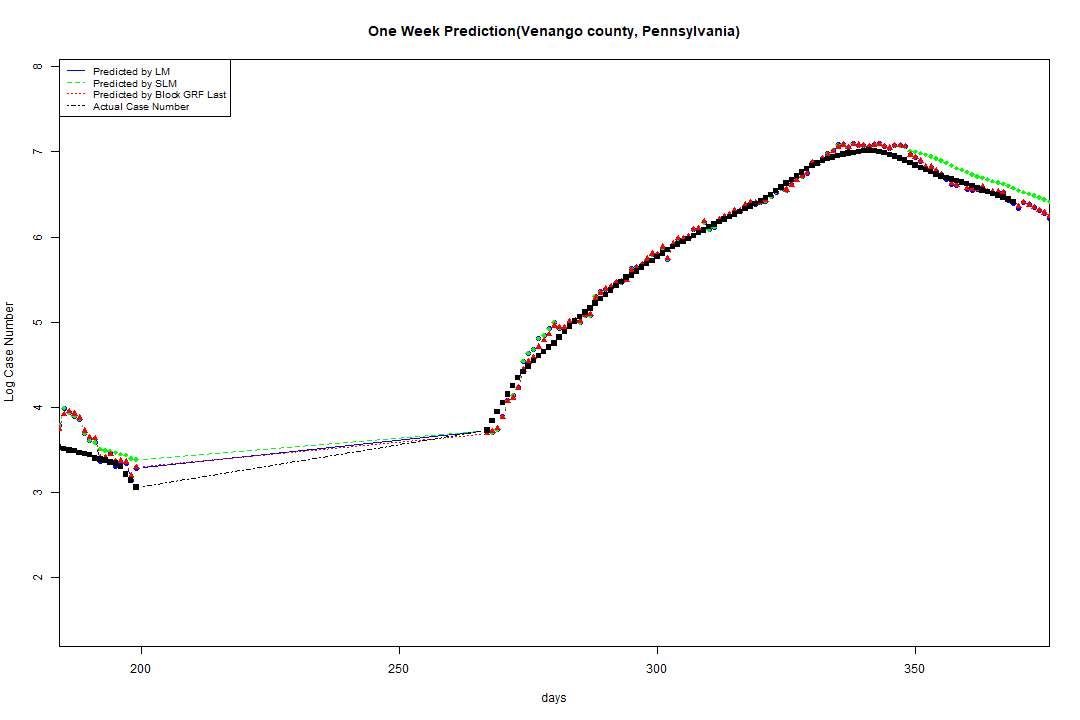 One Week Prediction(Venango county, Pennsylvania)
Predicted by LM
Predicted by SLM
Predicted by Block GRF Last
Actual Case Number
8
7
6
5
4
3
2
Log Case Number
200
250
300
350
days